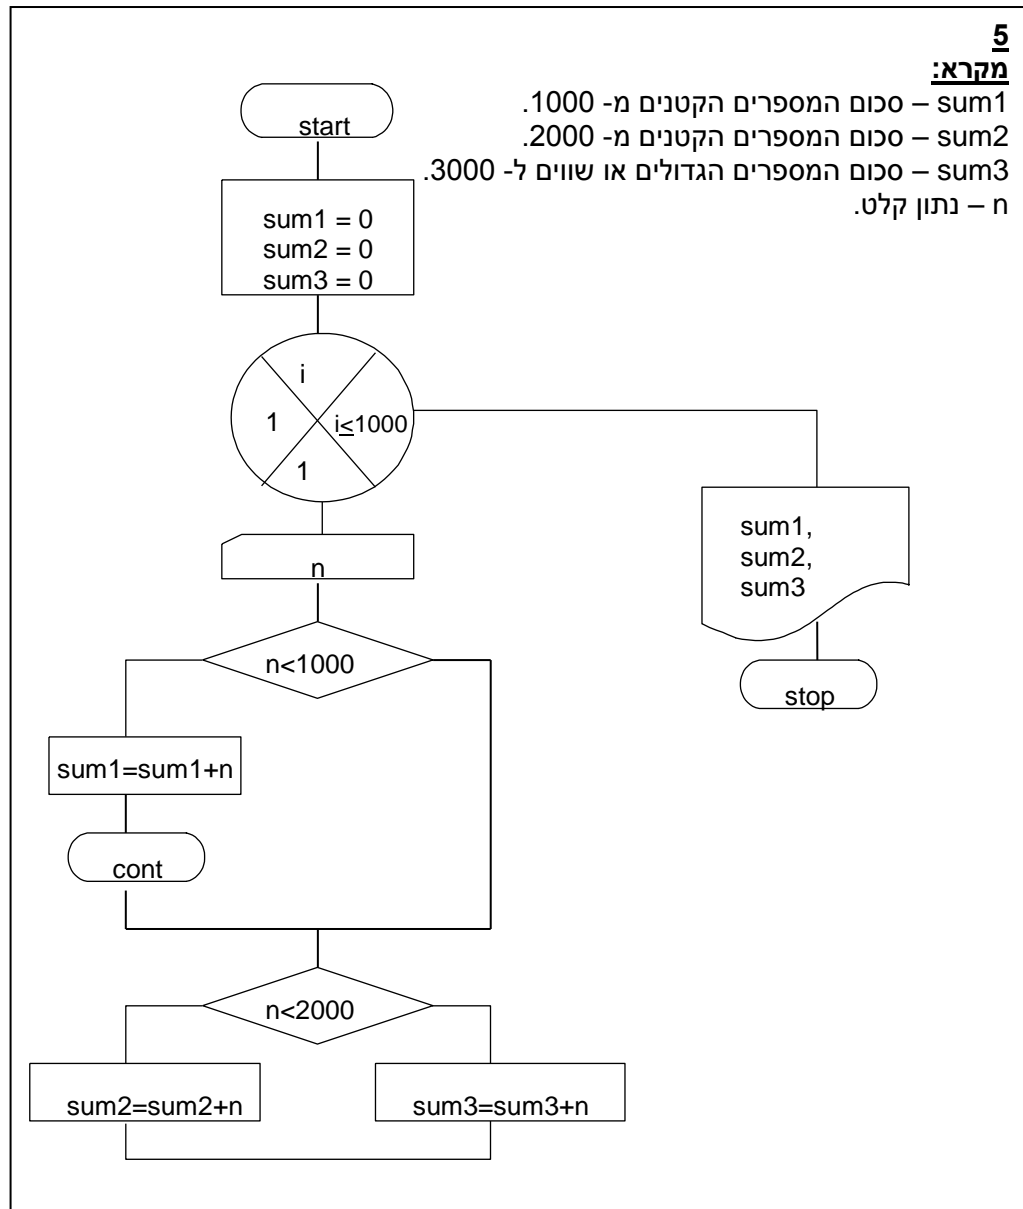 5
מקרא:
sum1 – סכום המספרים הקטנים מ- 1000.
sum2 – סכום המספרים הקטנים מ- 2000.
sum3 – סכום המספרים הגדולים או שווים ל- 3000.
n – נתון קלט.
start
sum1 = 0
sum2 = 0
sum3 = 0
i
1
i≤1000
1
n
sum1,
sum2,
sum3
stop
n<1000
sum1=sum1+n
cont
n<2000
sum2=sum2+n
sum3=sum3+n